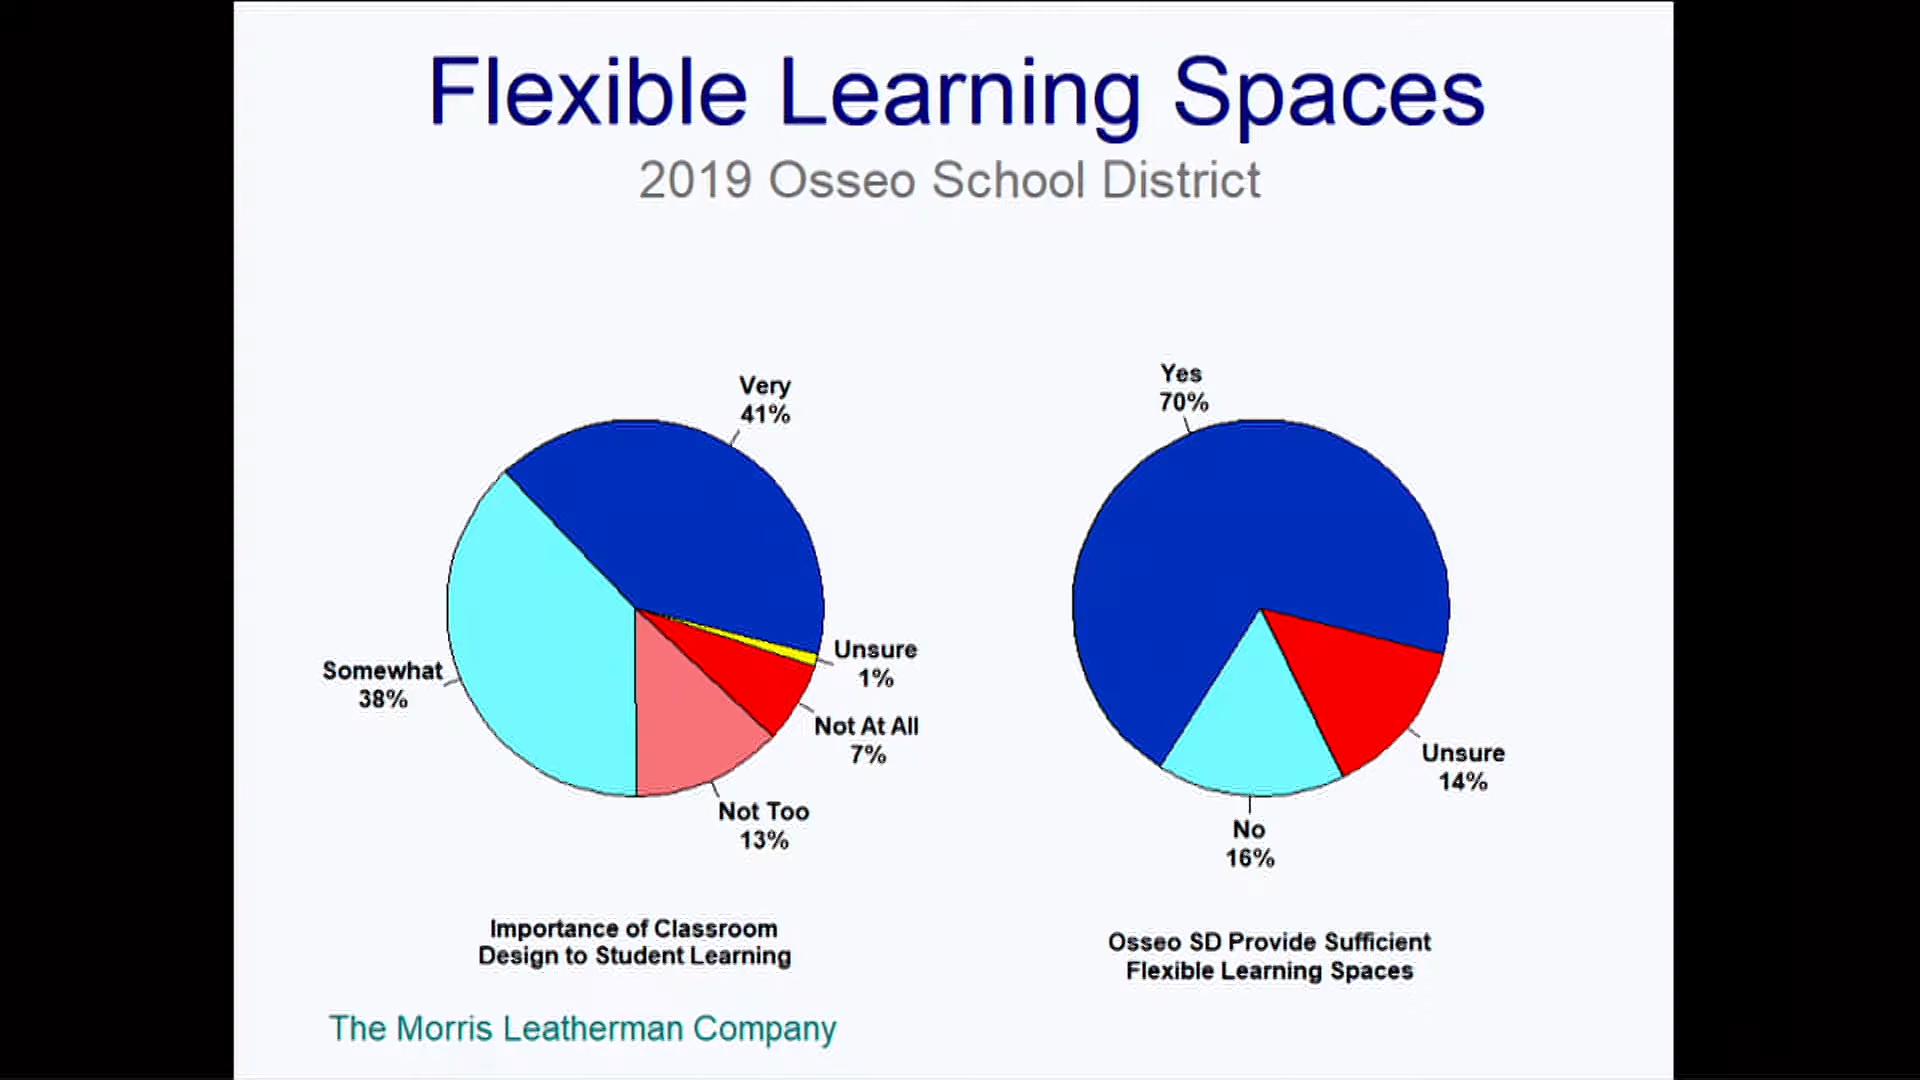 Flexible Learning Spaces
2019 Osseo School District
Very
41%
Somewhat
38%
Unsure
1%
Not At All
7%
Not Too
13%
Importance of Classroom
Design to Student Learning
Yes
70%
Unsure
14%
No
16%
Osseo SD Provide Sufficient
Flexible Learning Spaces
The Morris Leatherman Company